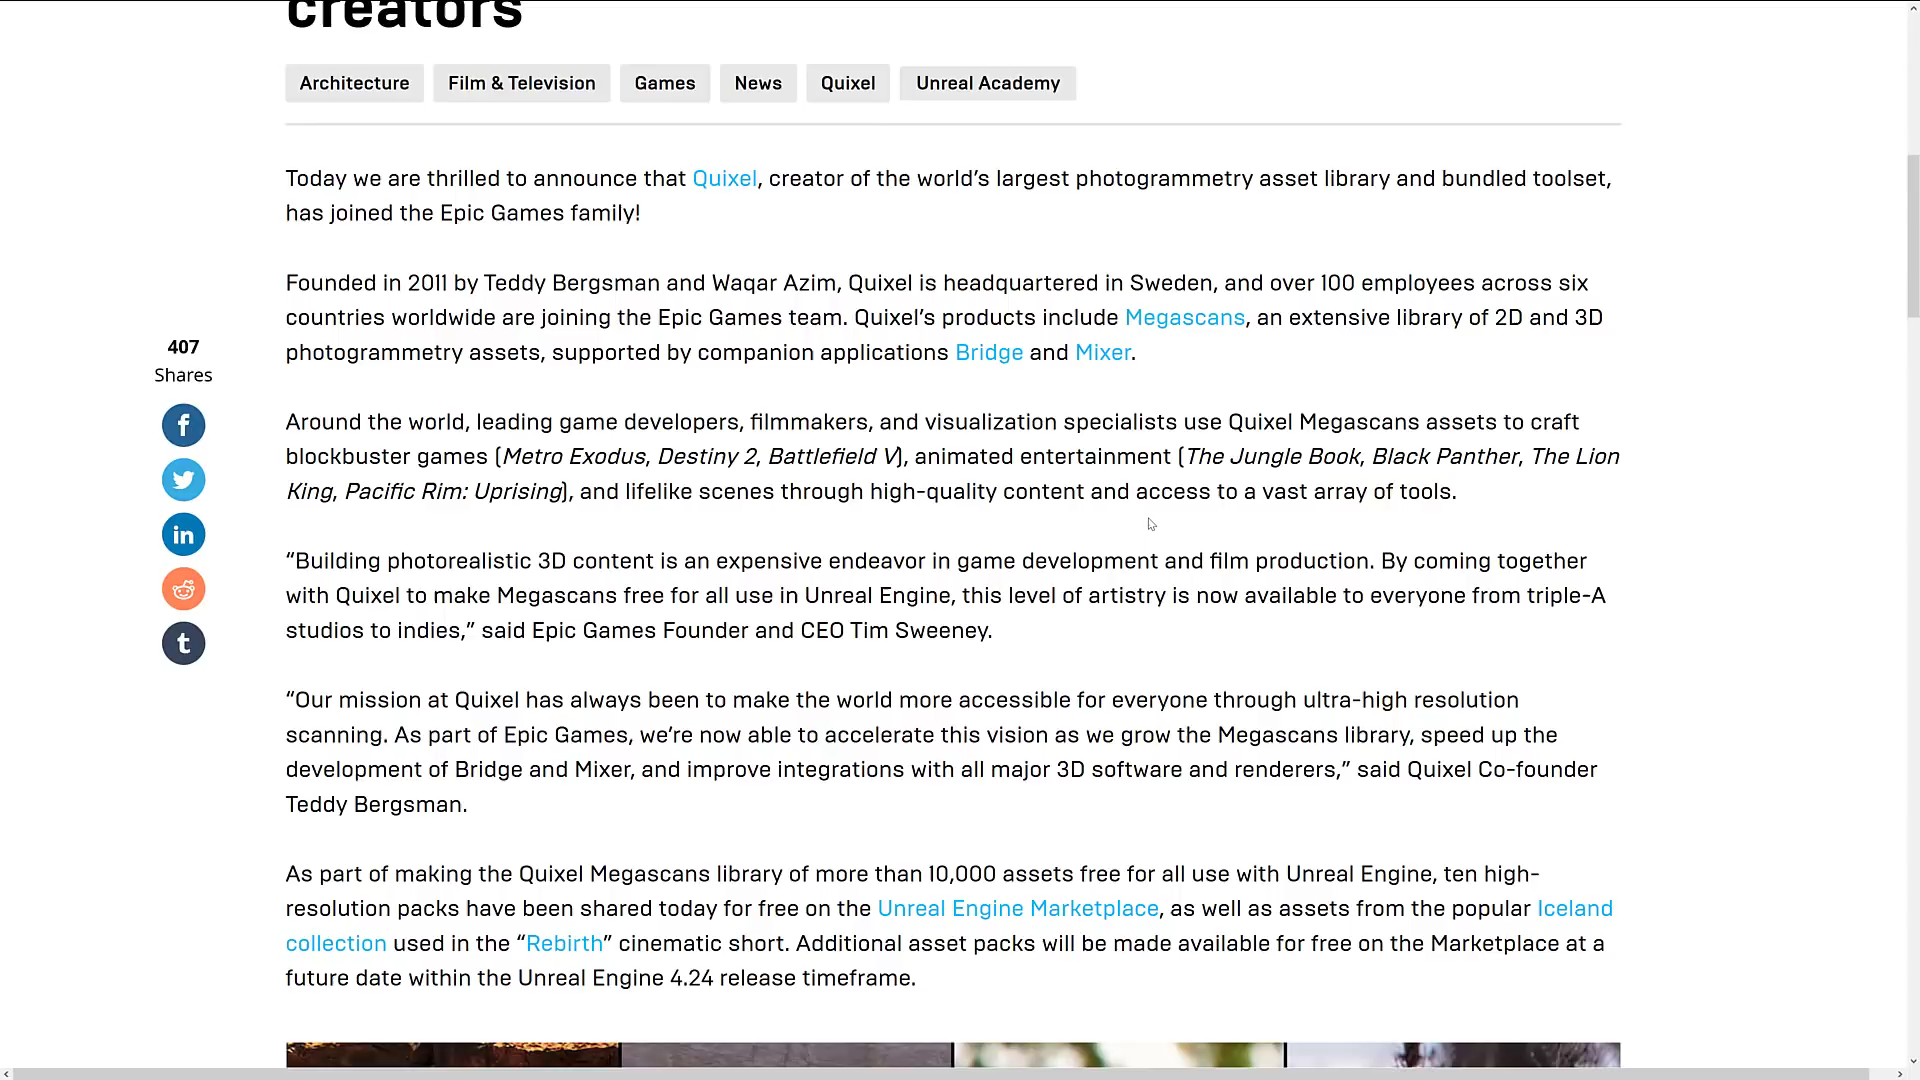 creators
Architecture Film & Television Games News Quixel Unreal Academy
Today we are thrilled to announce that Quixel, creator of the world’s largest photogrammetry asset library and bundled toolset,
has joined the Epic Games family!
Founded in 2011 by Teddy Bergsman and Waqar Azim, Quixel is headquartered in Sweden, and over 100 employees across six
countries worldwide are joining the Epic Games team. Quixel’s products include Megascans, an extensive library of 2D and 3D
photogrammetry assets, supported by companion applications Bridge and Mixer.
407
Shares
Around the world, leading game developers, filmmakers, and visualization specialists use Quixel Megascans assets to craft
blockbuster games (Metro Exodus, Destiny 2, Battlefield V), animated entertainment (The Jungle Book, Black Panther, The Lion
King, Pacific Rim: Uprising), and lifelike scenes through high-quality content and access to a vast array of tools.
“Building photorealistic 3D content is an expensive endeavor in game development and film production. By coming together
with Quixel to make Megascans free for all use in Unreal Engine, this level of artistry is now available to everyone from triple-A
studios to indies,” said Epic Games Founder and CEO Tim Sweeney.
“Our mission at Quixel has always been to make the world more accessible for everyone through ultra-high resolution
scanning. As part of Epic Games, we’re now able to accelerate this vision as we grow the Megascans library, speed up the
development of Bridge and Mixer, and improve integrations with all major 3D software and renderers,” said Quixel Co-founder
Teddy Bergsman.
As part of making the Quixel Megascans library of more than 10,000 assets free for all use with Unreal Engine, ten high-
resolution packs have been shared today for free on the Unreal Engine Marketplace, as well as assets from the popular Iceland
collection used in the “Rebirth” cinematic short. Additional asset packs will be made available for free on the Marketplace at a
future date within the Unreal Engine 4.24 release timeframe.